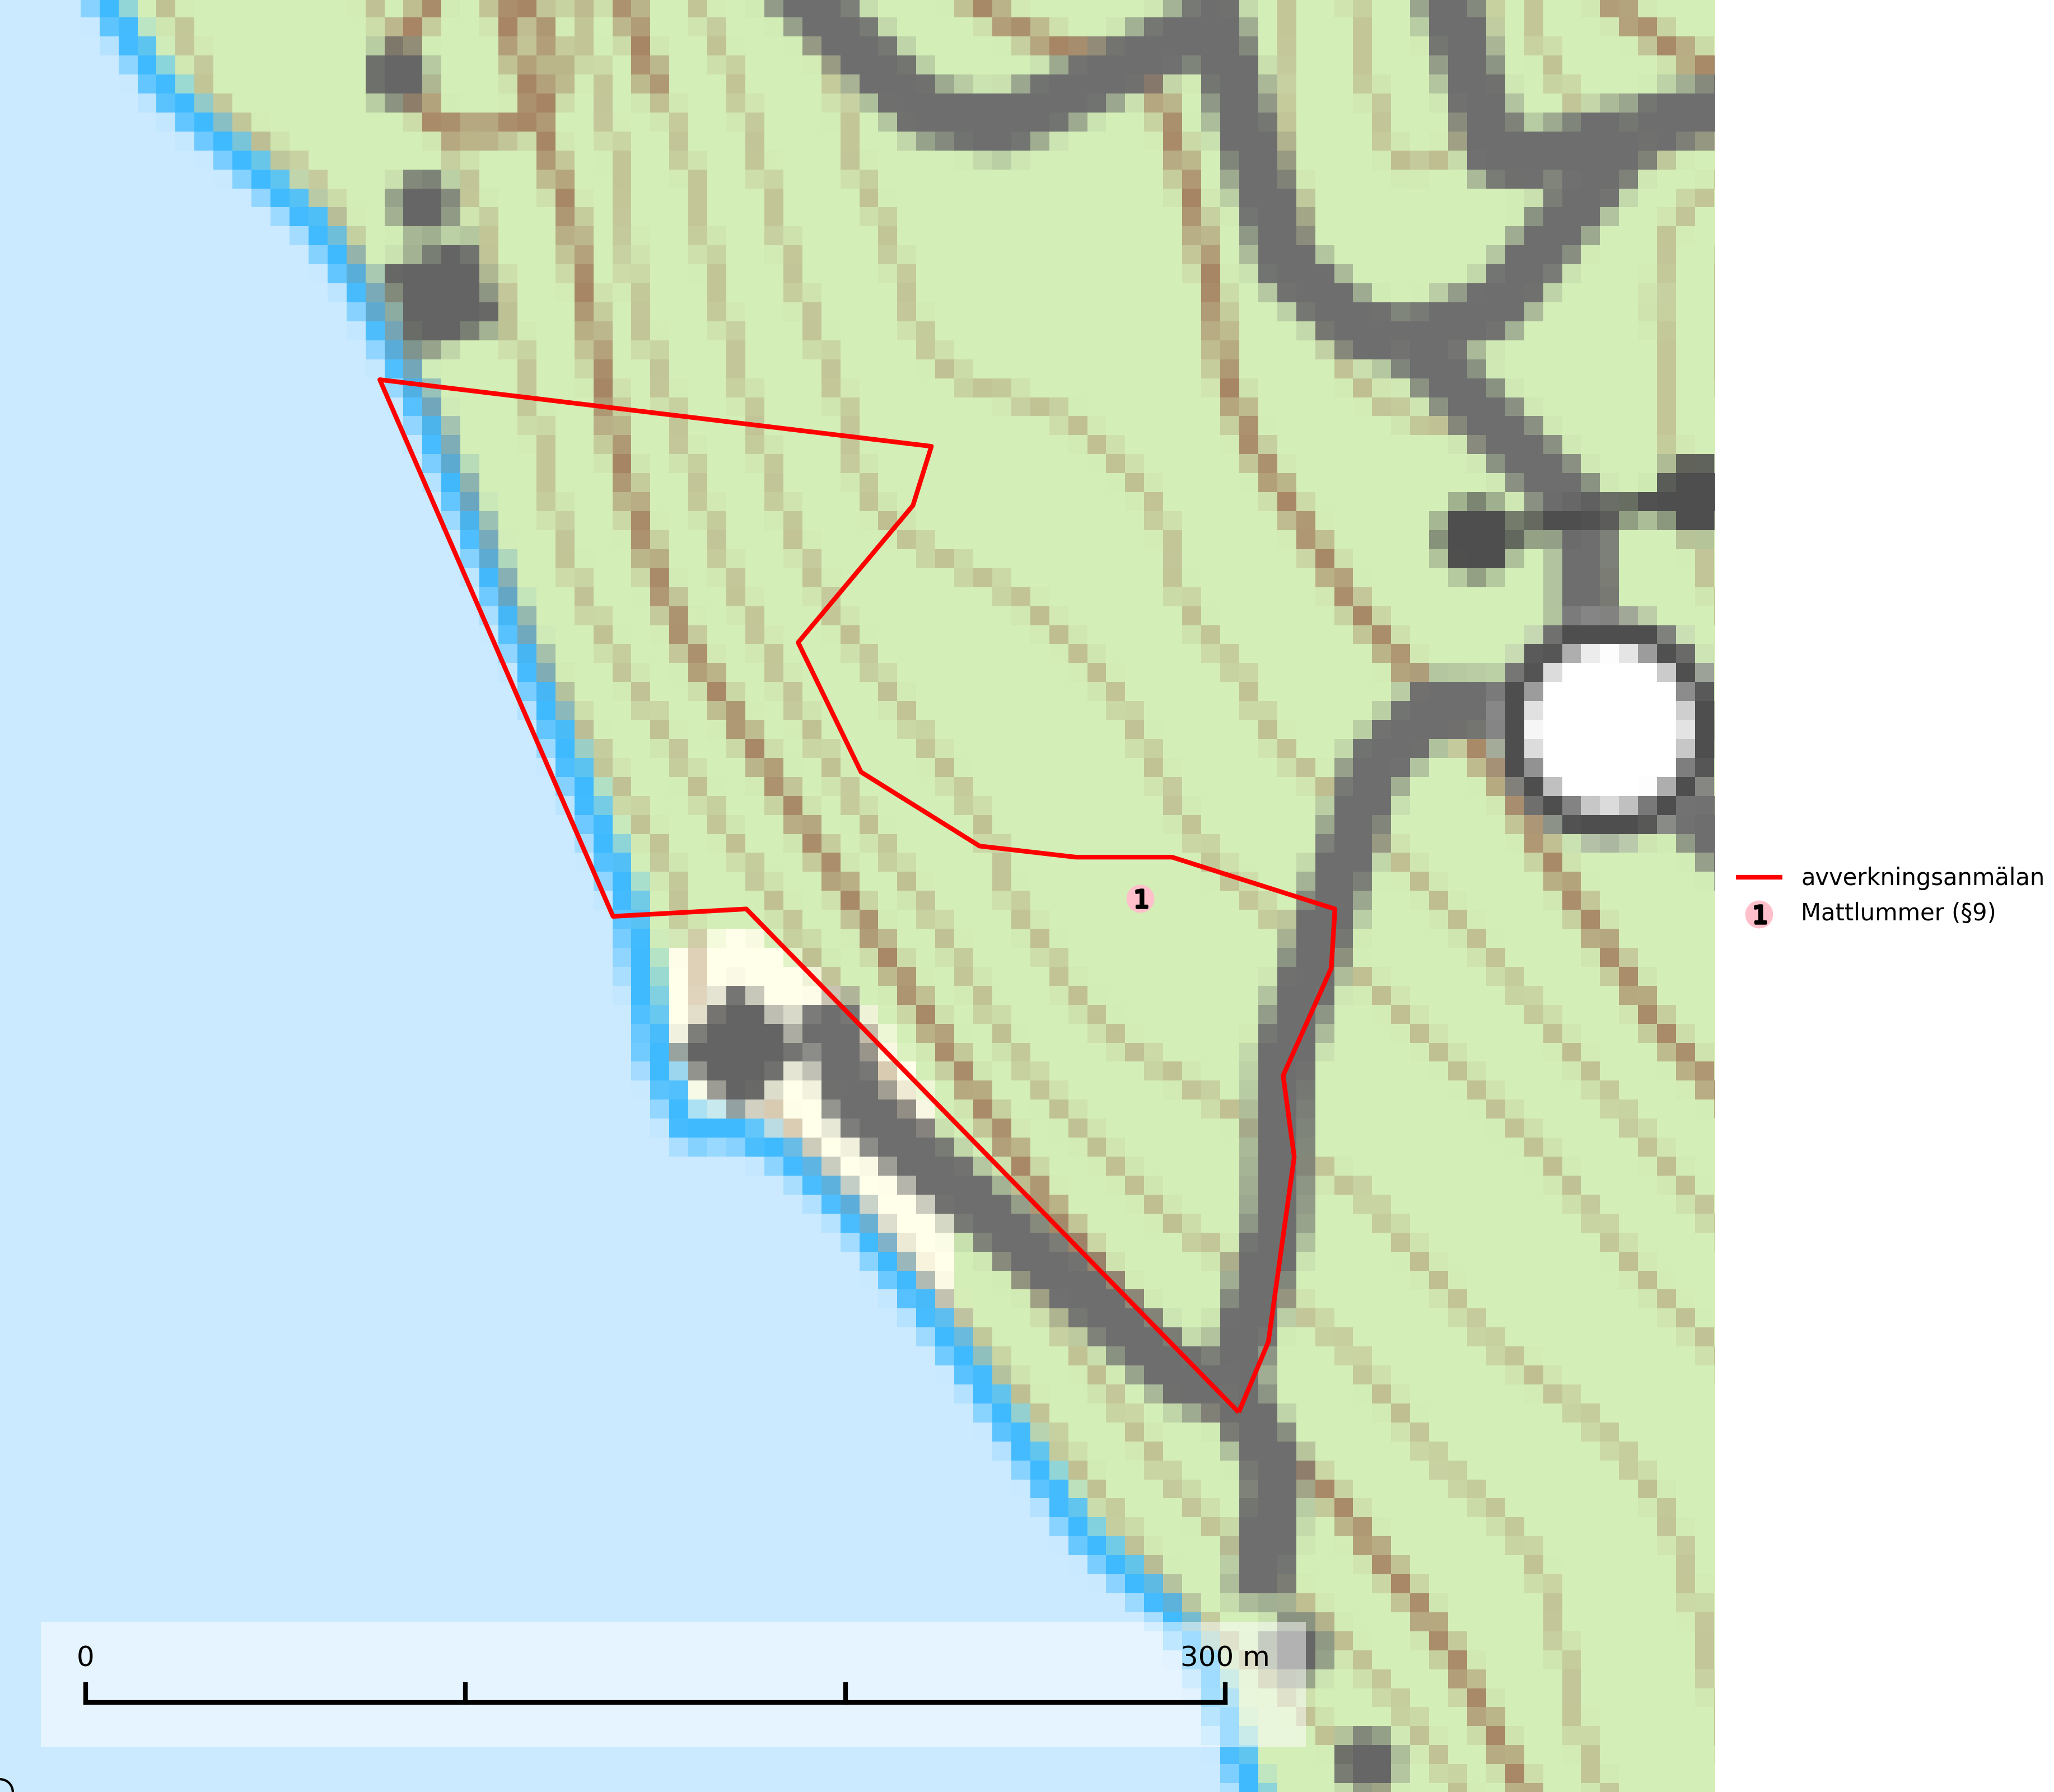 1
avverkningsanmälan
1 Mattlummer (§9)
0 300 m